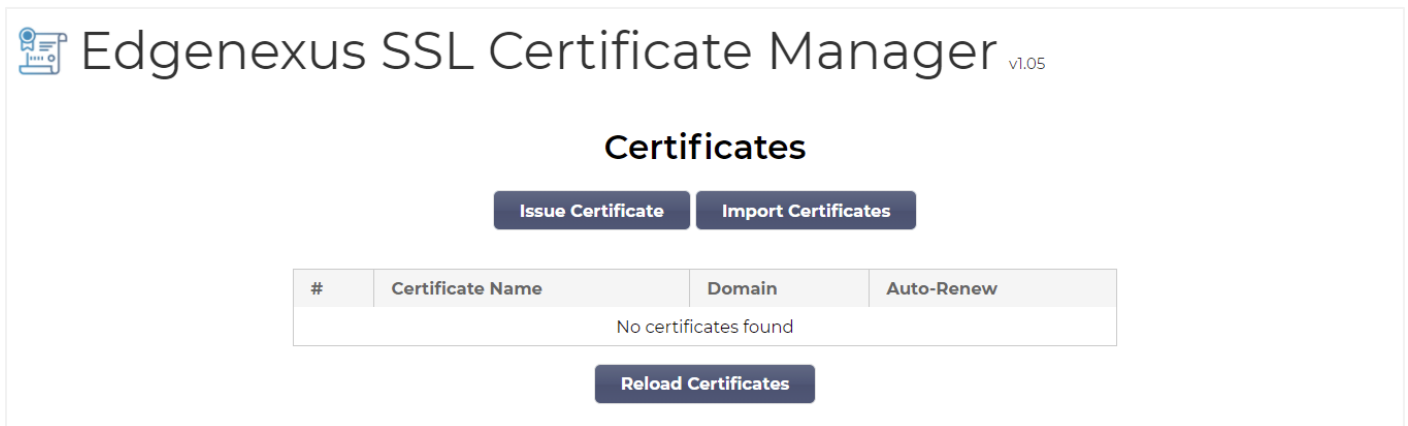 Edgenexus SSL Certificate Manager v1.05
Certificates
Issue Certificate Import Certificates
# Certificate Name Domain Auto-Renew
No certificates found
Reload Certificates